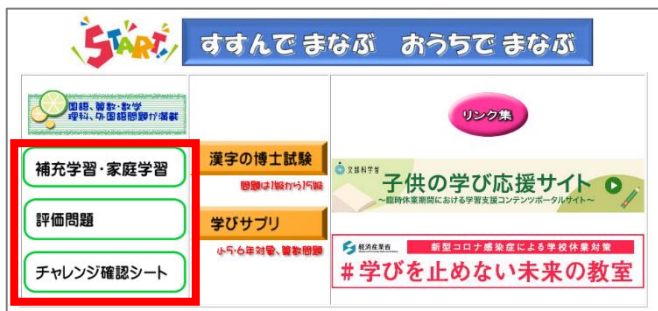 START!
すすんで まなぶ おうちで まなぶ
国語、算数・数学
理科、外国語問題が満載
補充学習・家庭学習
評価問題
チャレンジ確認シート
漢字の博士試験
問題は1級から15級
学びサプリ
小5・6年対象、算数問題
リンク集
文部科学省
子供の学び応援サイト
~臨時休業期間における学習支援コンテンツポータルサイト~
経済産業省
新型コロナ感染症による学校休業対策
#学びを止めない未来の教室